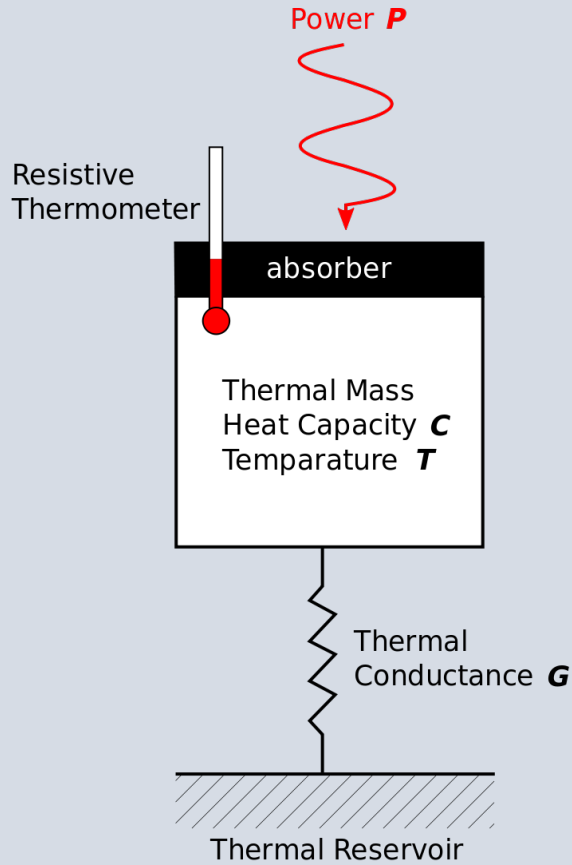 Power P
Resistive
Thermometer
absorber
Thermal Mass
Heat Capacity C
Temparature T
Thermal
Conductance G
Thermal Reservoir